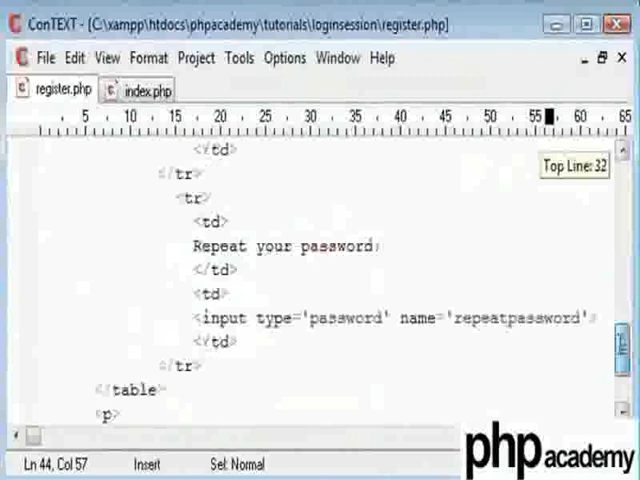 ConTEXT - [C:\xampp\htdocs\phpacademy\tutorials\loginsession\register.php]
File Edit View Format Project Tools Options Window Help
register.php index.php
5 10 15 20 25 30 35 40 45 50 55 60 65
</td>
Top Line: 32
</tr>
<tr>
<td>
Repeat your password:
</td>
<td>
<input type='password' name='repeatpassword'>
</td>
</tr>
</table>
<p>
php academy
Ln 44, Col 57 Insert Sel: Normal